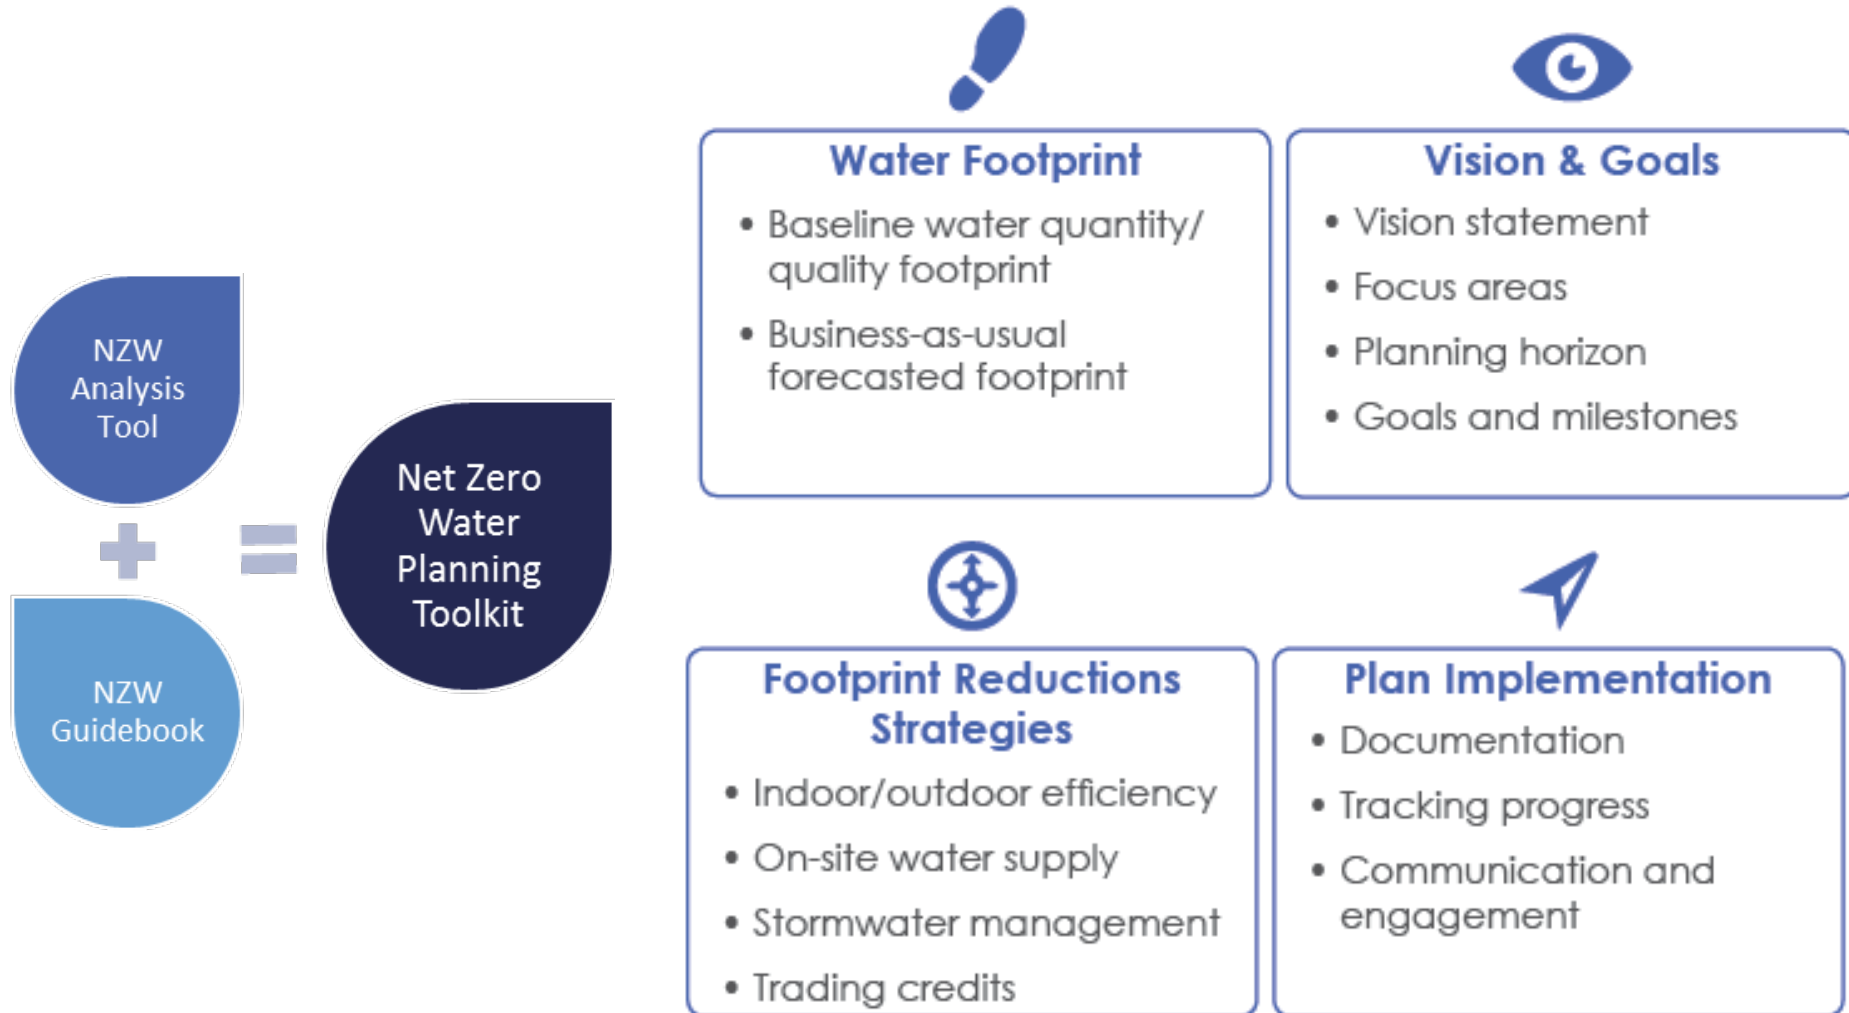 NZW
Analysis
Tool
NZW
Guidebook
Net Zero
Water
Planning
Toolkit
Water Footprint
• Baseline water quantity/
quality footprint
• Business-as-usual
forecasted footprint
Vision & Goals
• Vision statement
• Focus areas
• Planning horizon
• Goals and milestones
Footprint Reductions
Strategies
• Indoor/outdoor efficiency
• On-site water supply
• Stormwater management
• Trading credits
Plan Implementation
• Documentation
• Tracking progress
• Communication and
engagement